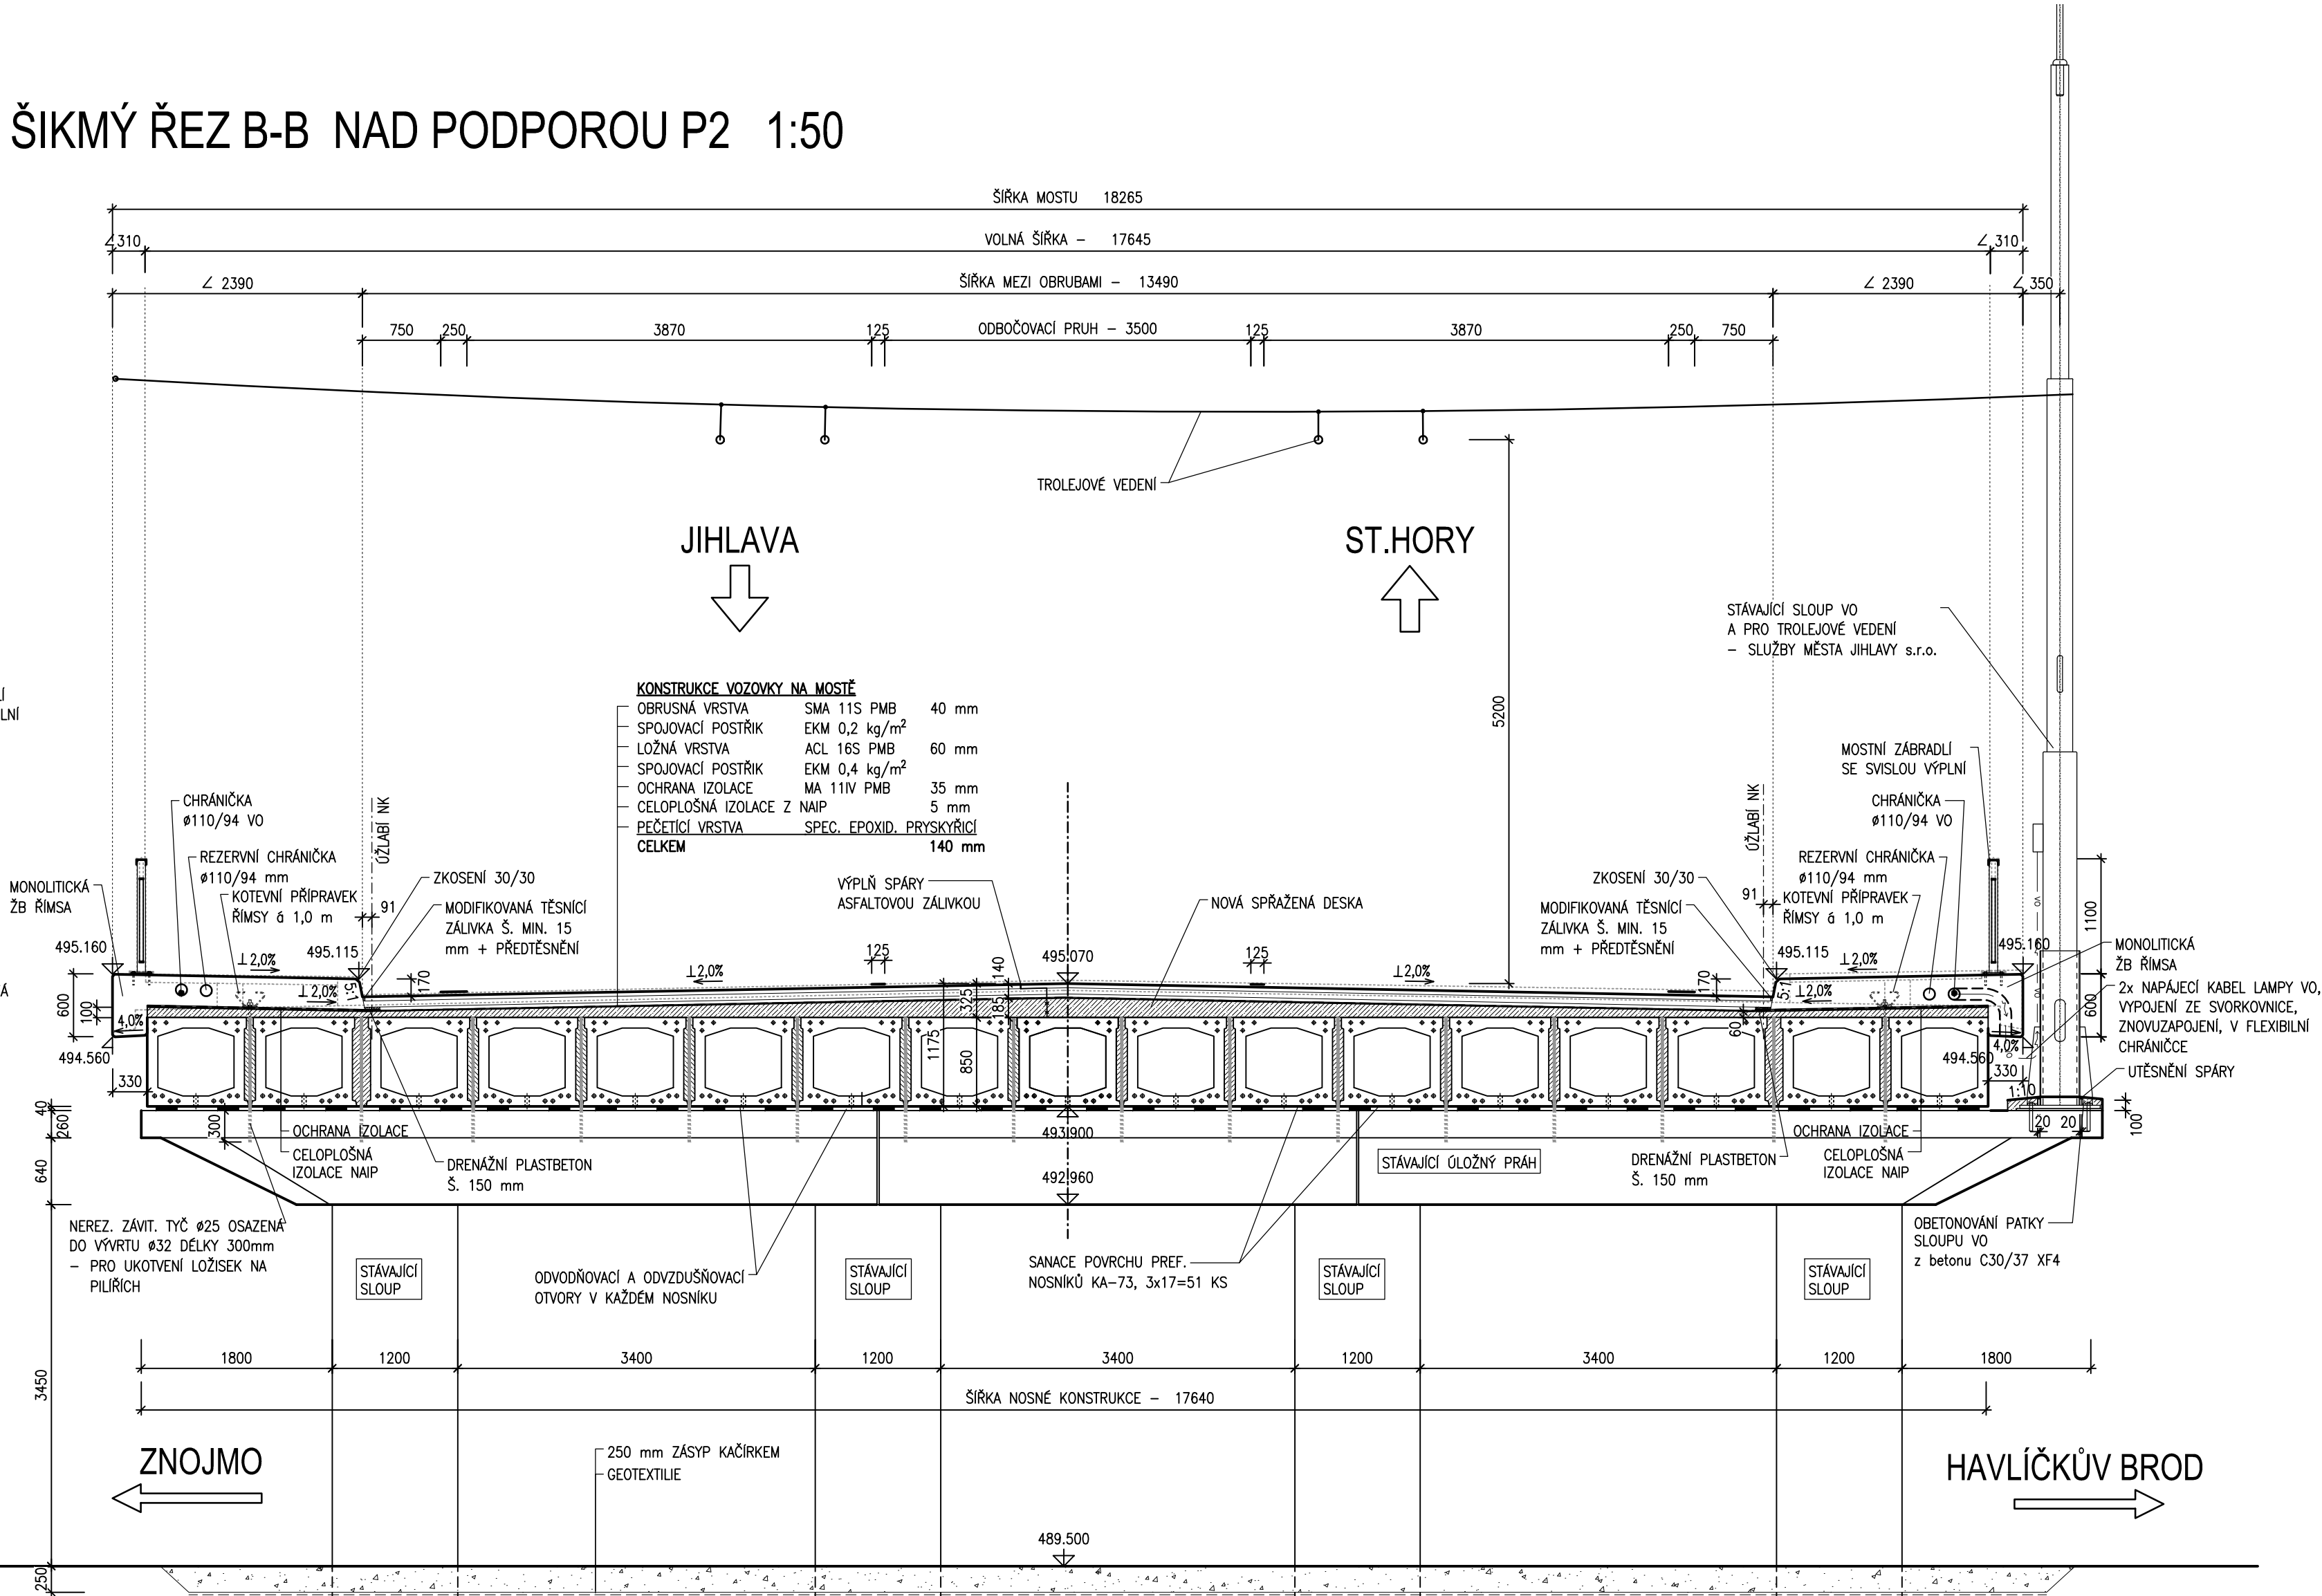 ŠIKMÝ ŘEZ B-B NAD PODPOROU P2 1:50
ŠÍŘKA MOSTU 18265
∠310
VOLNÁ ŠÍŘKA – 17645
∠ 310
∠ 2390
ŠÍŘKA MEZI OBRUBAMI – 13490
∠ 2390
∠ 350
750
250
3870
125
ODBOČOVACÍ PRUH – 3500
125
3870
250
750
TROLEJOVÉ VEDENÍ
JIHLAVA
ST.HORY
5200
STÁVAJÍCÍ SLOUP VO
A PRO TROLEJOVÉ VEDENÍ
– SLUŽBY MĚSTA JIHLAVY s.r.o.
LNÍ
KONSTRUKCE VOZOVKY NA MOSTĚ
OBRUSNÁ VRSTVA SMA 11S PMB 40 mm
SPOJOVACÍ POSTŘIK EKM 0,2 kg/m²
LOŽNÁ VRSTVA ACL 16S PMB 60 mm
SPOJOVACÍ POSTŘIK EKM 0,4 kg/m²
OCHRANA IZOLACE MA 11IV PMB 35 mm
CELOPLOŠNÁ IZOLACE Z NAIP 5 mm
PEČETÍCÍ VRSTVA SPEC. EPOXID. PRYSKYŘICÍ
CELKEM 140 mm
MOSTNÍ ZÁBRADLÍ
SE SVISLOU VÝPLNÍ
CHRÁNIČKA
ø110/94 VO
REZERVNÍ CHRÁNIČKA
ø110/94 mm
KOTEVNÍ PŘÍPRAVEK
ŘÍMSY á 1,0 m
ÚŽLABÍ NK
91
MONOLITICKÁ
ŽB ŘÍMSA
ZKOSENÍ 30/30
MODIFIKOVANÁ TĚSNÍCÍ
ZÁLIVKA Š. MIN. 15
mm + PŘEDTĚSNĚNÍ
VÝPLŇ SPÁRY
ASFALTOVOU ZÁLIVKOU
NOVÁ SPŘAŽENÁ DESKA
ZKOSENÍ 30/30
MODIFIKOVANÁ TĚSNÍCÍ
ZÁLIVKA Š. MIN. 15
mm + PŘEDTĚSNĚNÍ
ÚŽLABÍ NK
91
CHRÁNIČKA
ø110/94 VO
REZERVNÍ CHRÁNIČKA
ø110/94 mm
KOTEVNÍ PŘÍPRAVEK
ŘÍMSY á 1,0 m
1100
MONOLITICKÁ
ŽB ŘÍMSA
2x NAPÁJECÍ KABEL LAMPY VO,
VYPOJENÍ ZE SVORKOVNICE,
ZNOVUZAPOJENÍ, V FLEXIBILNÍ
CHRÁNIČCE
UTĚSNĚNÍ SPÁRY
495.160
⊥2,0%
495.115
⊥2,0%
5:1
170
⊥2,0%
125
495.070
140
125
⊥2,0%
170
495.115
5:1
⊥2,0%
⊥2,0%
495.160
600
100
4,0%
494.560
330
325
185
1175
850
60
600
4,0%
494.560
330
1:10
VO
VO
40
260
640
300
493.900
492.960
20
20
100
OCHRANA IZOLACE
CELOPLOŠNÁ
IZOLACE NAIP
DRENÁŽNÍ PLASTBETON
Š. 150 mm
STÁVAJÍCÍ ÚLOŽNÝ PRÁH
DRENÁŽNÍ PLASTBETON
Š. 150 mm
OCHRANA IZOLACE
CELOPLOŠNÁ
IZOLACE NAIP
NEREZ. ZÁVIT. TYČ ø25 OSAZENÁ
DO VÝVRTU ø32 DÉLKY 300mm
– PRO UKOTVENÍ LOŽISEK NA
PILÍŘÍCH
STÁVAJÍCÍ
SLOUP
ODVODŇOVACÍ A ODVZDUŠŇOVACÍ
OTVORY V KAŽDÉM NOSNÍKU
STÁVAJÍCÍ
SLOUP
SANACE POVRCHU PREF.
NOSNÍKŮ KA–73, 3x17=51 KS
STÁVAJÍCÍ
SLOUP
STÁVAJÍCÍ
SLOUP
OBETONOVÁNÍ PATKY
SLOUPU VO
z betonu C30/37 XF4
3450
1800
1200
3400
1200
3400
1200
3400
1200
1800
ŠÍŘKA NOSNÉ KONSTRUKCE – 17640
ZNOJMO
250 mm ZÁSYP KAČÍRKEM
GEOTEXTILIE
HAVLÍČKŮV BROD
489.500
250